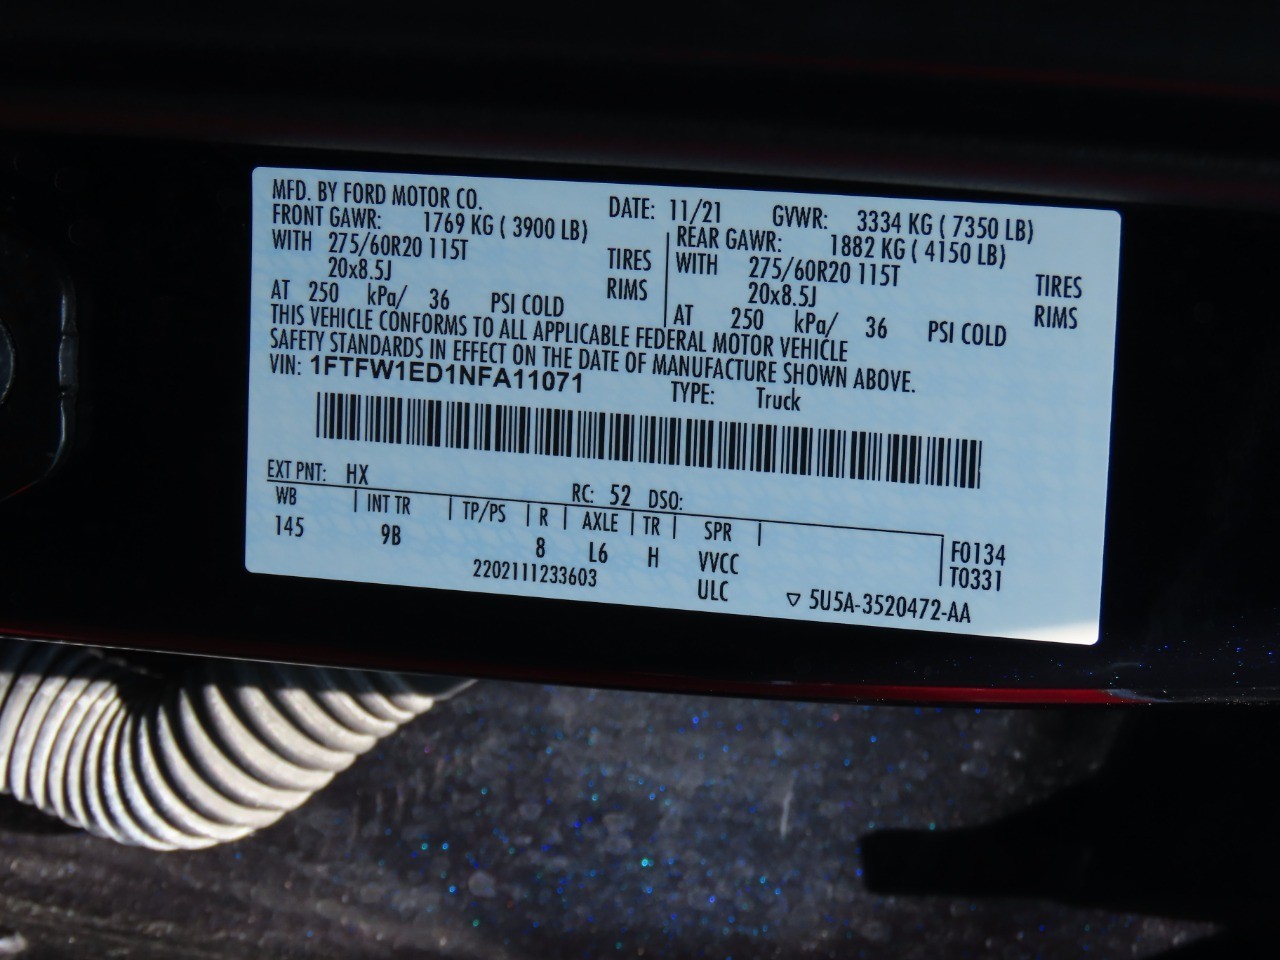 MFD. BY FORD MOTOR CO. DATE: 11/21 GVWR: 3334 KG ( 7350 LB)
FRONT GAWR: 1769 KG ( 3900 LB) REAR GAWR: 1882 KG ( 4150 LB)
WITH 275/60R20 115T TIRES WITH 275/60R20 115T TIRES
20x8.5J RIMS 20x8.5J RIMS
AT 250 kPa/ 36 PSI COLD AT 250 kPa/ 36 PSI COLD
THIS VEHICLE CONFORMS TO ALL APPLICABLE FEDERAL MOTOR VEHICLE
SAFETY STANDARDS IN EFFECT ON THE DATE OF MANUFACTURE SHOWN ABOVE.
VIN: 1FTFW1ED1NFA11071 TYPE: Truck
EXT PNT: HX RC: 52 DSO:
WB INT TR TP/PS R AXLE TR SPR
145 9B 8 L6 H VVCC F0134
ULC T0331
2202111233603 ▽ 5U5A-3520472-AA